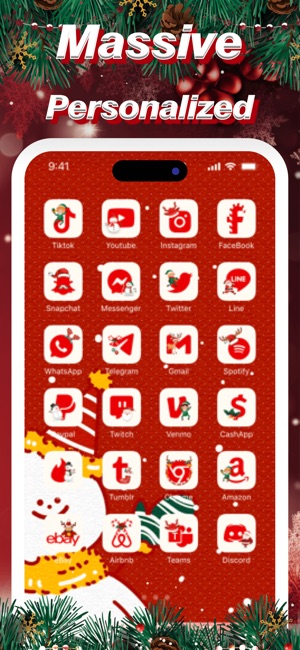 Massive
Personalized
9:41
Tiktok Youtube Instagram FaceBook
LINE
Snapchat Messenger Twitter Line
WhatsApp Telegram Gmail Spotify
Paypal Twitch Venmo CashApp
Tumblr Chrome Amazon
ebay
Airbnb Teams Discord